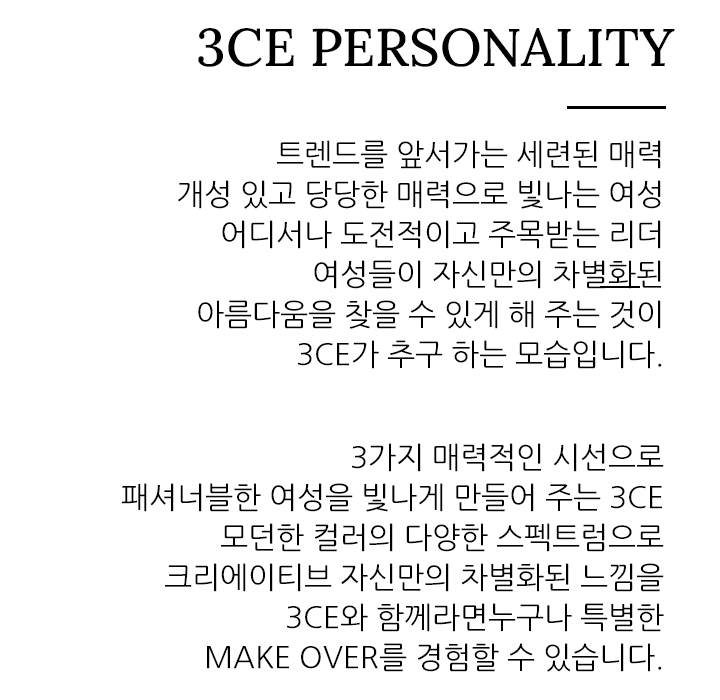 3CE PERSONALITY
트렌드를 앞서가는 세련된 매력
개성 있고 당당한 매력으로 빛나는 여성
어디서나 도전적이고 주목받는 리더
여성들이 자신만의 차별화된
아름다움을 찾을 수 있게 해 주는 것이
3CE가 추구 하는 모습입니다.
3가지 매력적인 시선으로
패셔너블한 여성을 빛나게 만들어 주는 3CE
모던한 컬러의 다양한 스펙트럼으로
크리에이티브 자신만의 차별화된 느낌을
3CE와 함께라면누구나 특별한
MAKE OVER를 경험할 수 있습니다.